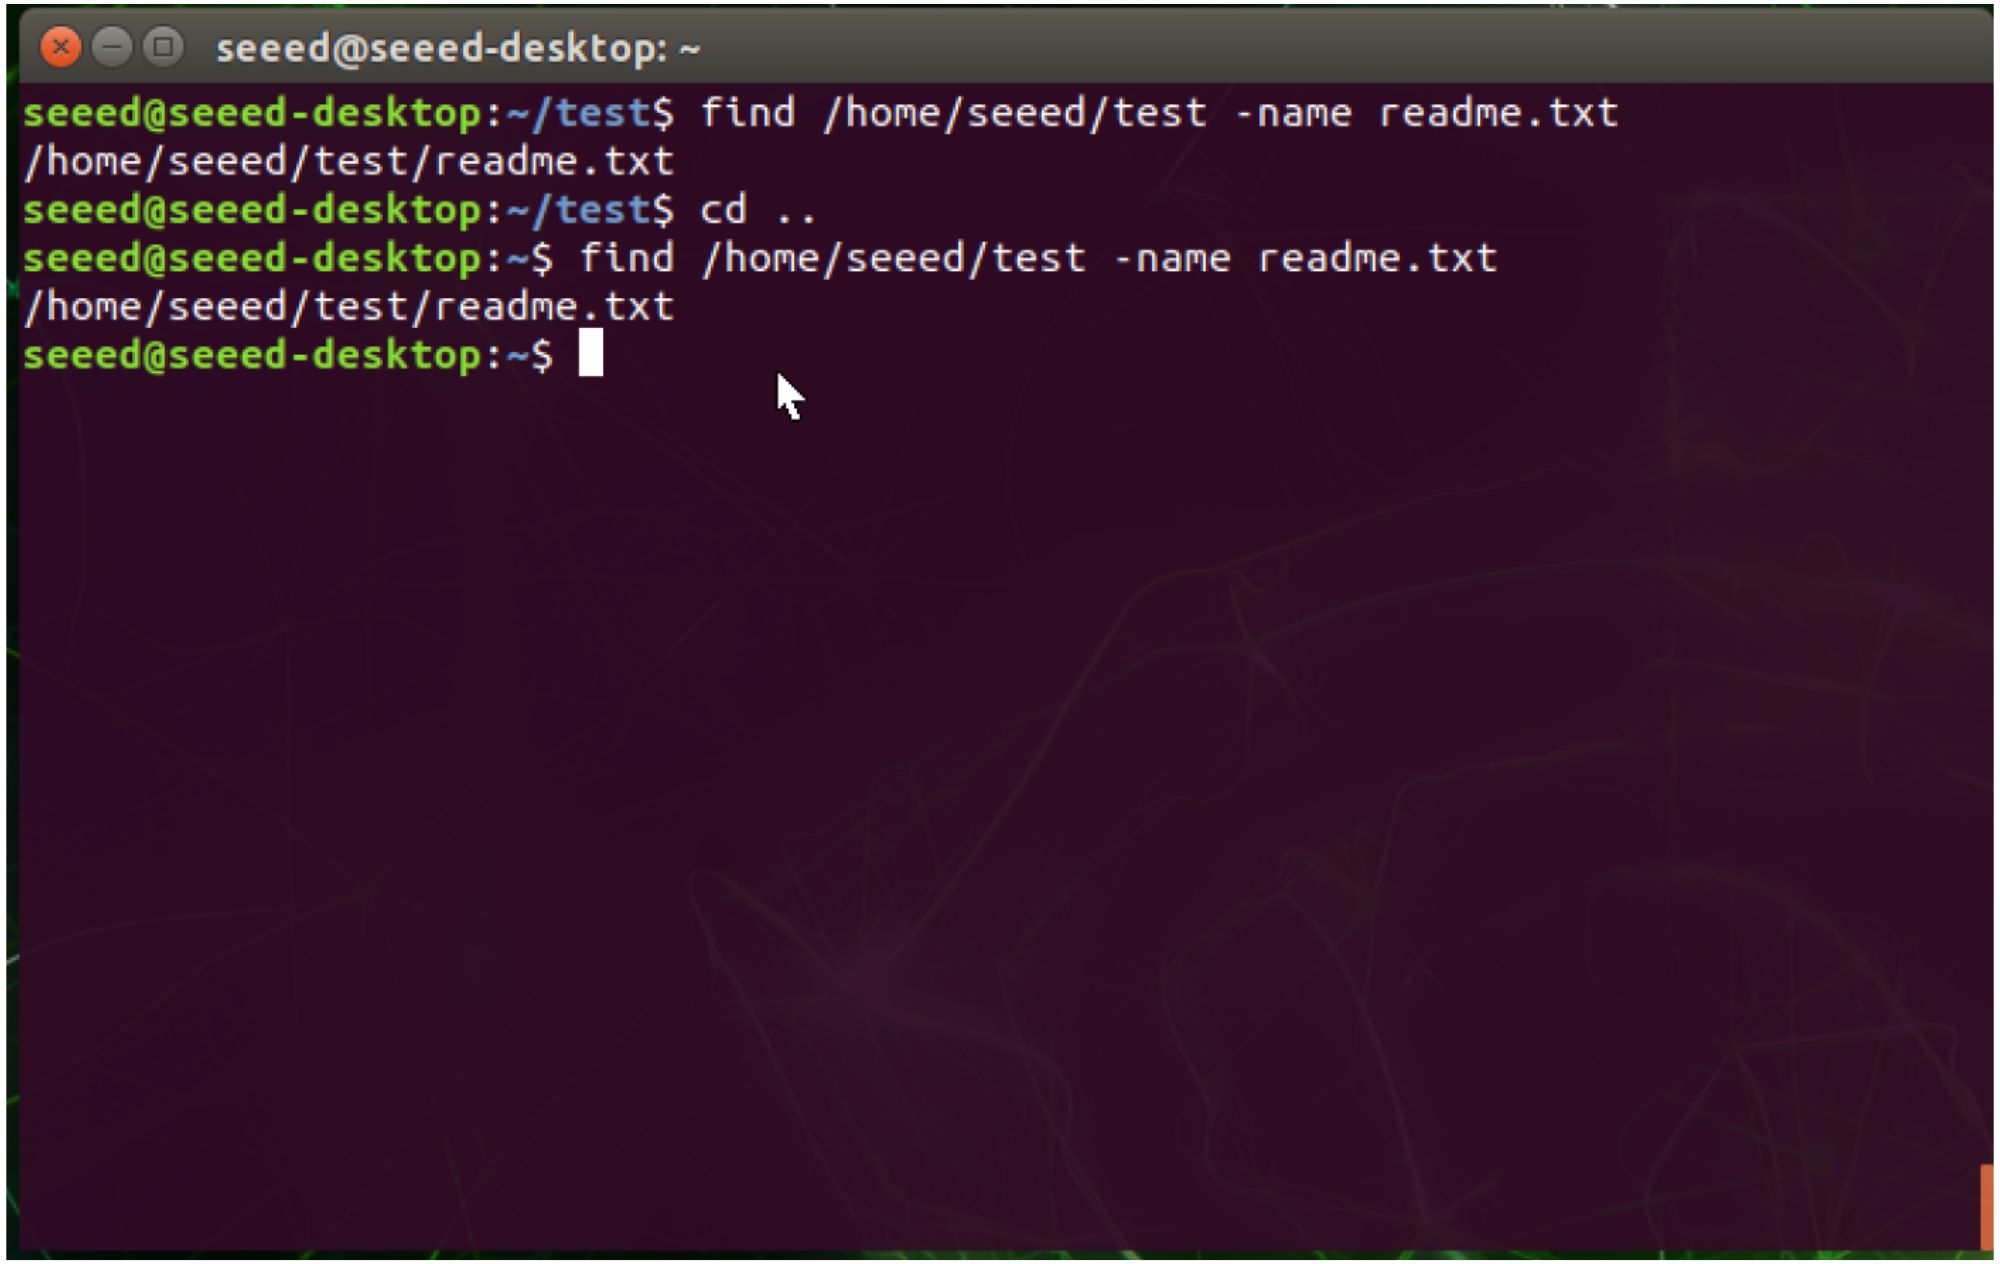 seeed@seeed-desktop: ~
seeed@seeed-desktop:~/test$ find /home/seeed/test -name readme.txt
/home/seeed/test/readme.txt
seeed@seeed-desktop:~/test$ cd ..
seeed@seeed-desktop:~$ find /home/seeed/test -name readme.txt
/home/seeed/test/readme.txt
seeed@seeed-desktop:~$